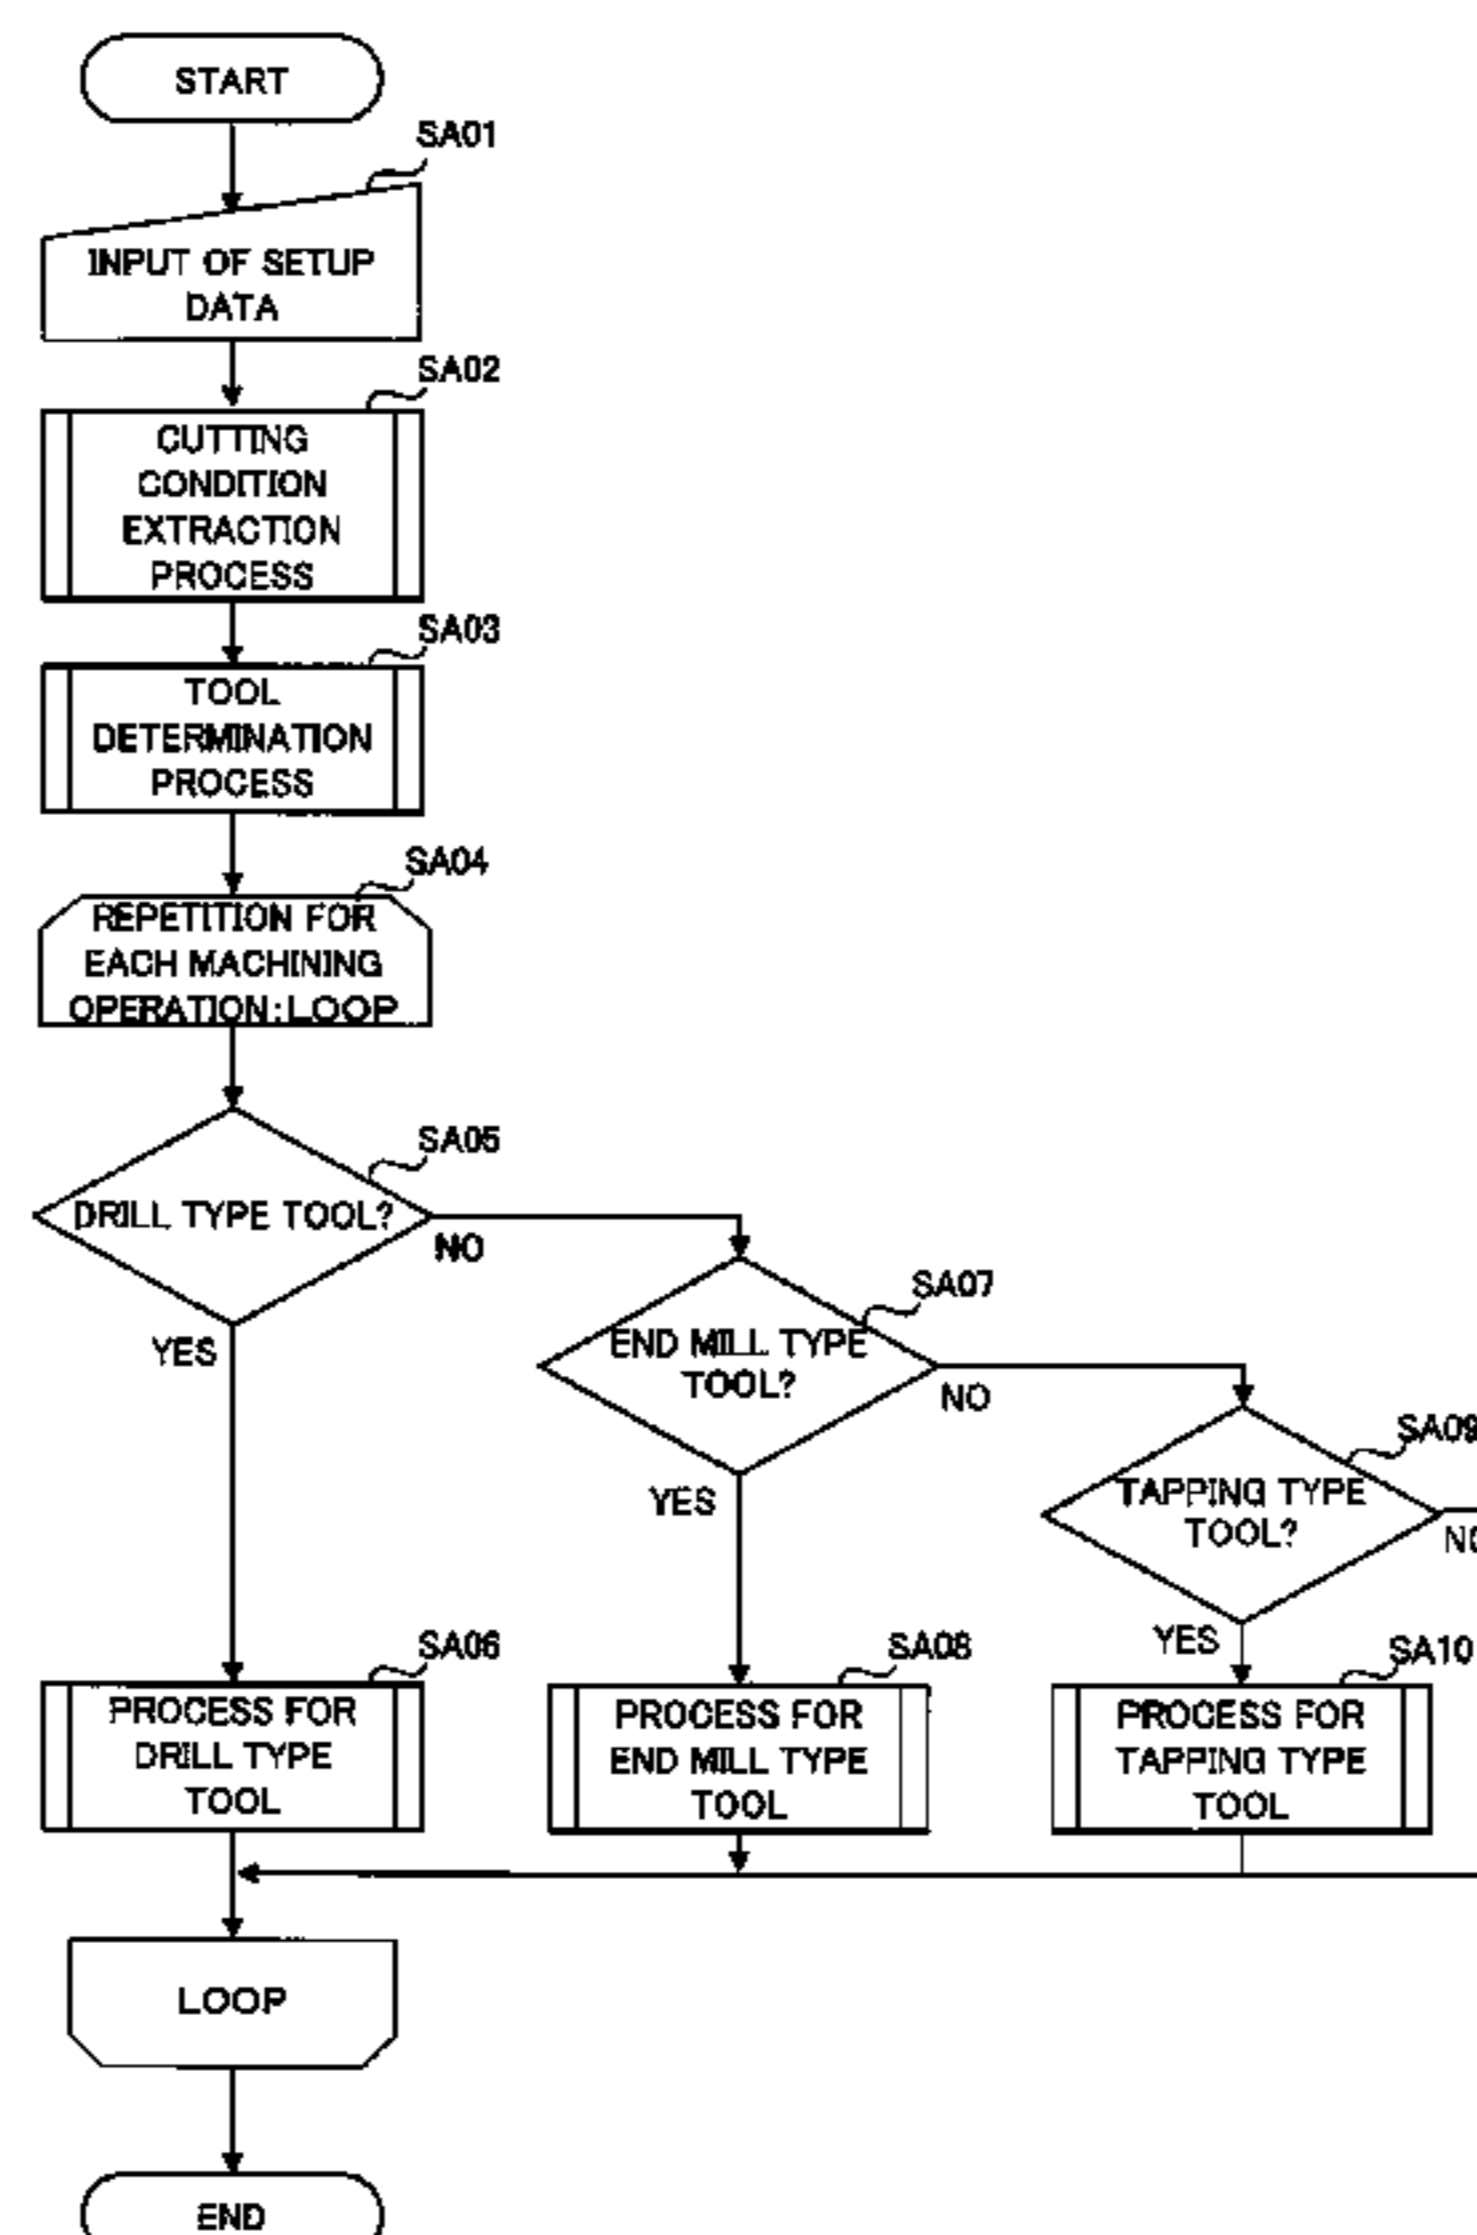 START
SA01
INPUT OF SETUP
DATA
SA02
CUTTING
CONDITION
EXTRACTION
PROCESS
SA03
TOOL
DETERMINATION
PROCESS
SA04
REPETITION FOR
EACH MACHINING
OPERATION:LOOP
SA05
DRILL TYPE TOOL?
NO
YES
SA07
END MILL TYPE
TOOL?
NO
YES
SA09
TAPPING TYPE
TOOL?
YES
SA06
PROCESS FOR
DRILL TYPE
TOOL
SA08
PROCESS FOR
END MILL TYPE
TOOL
SA10
PROCESS FOR
TAPPING TYPE
TOOL
LOOP
END